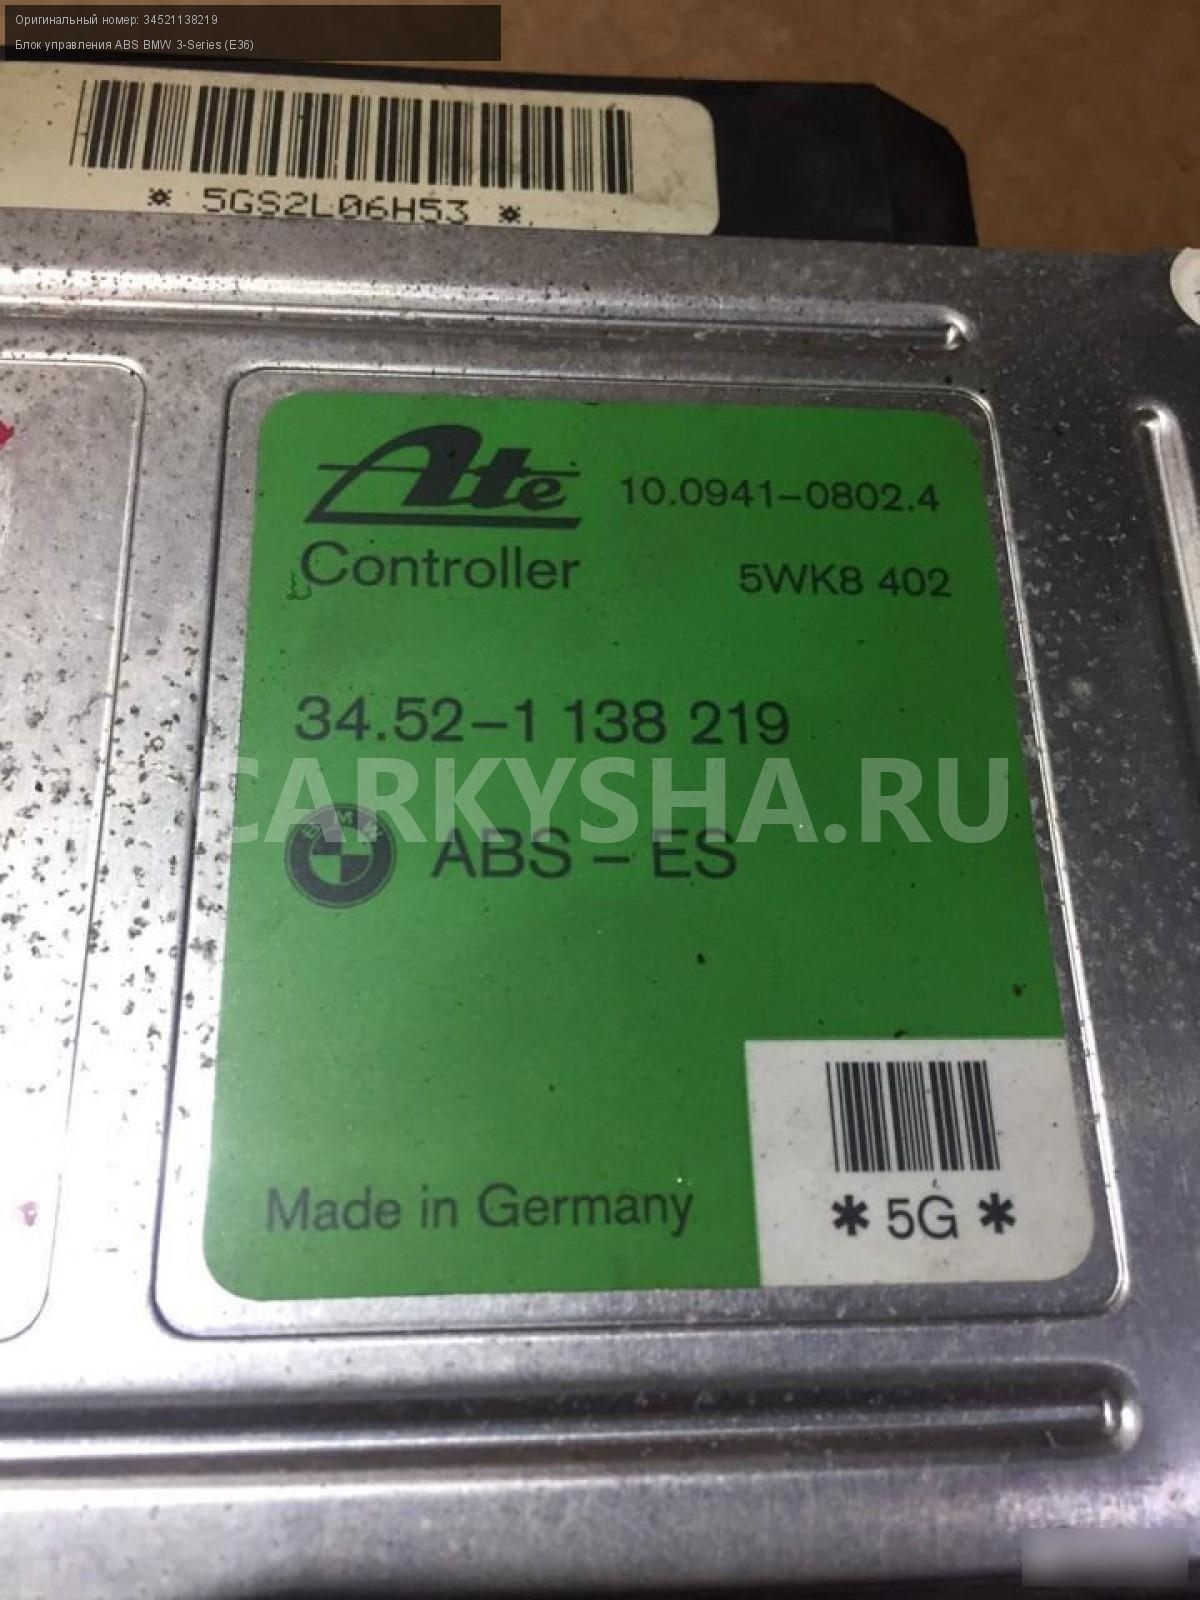 Оригинальный номер: 34521138219
Блок управления ABS BMW 3-Series (E36)
* 5GS2L06H53 *
Ate 10.0941-0802.4
Controller 5WK8 402
34.52-1 138 219
CARKYSHA.RU
BMW ABS - ES
Made in Germany
* 5G *